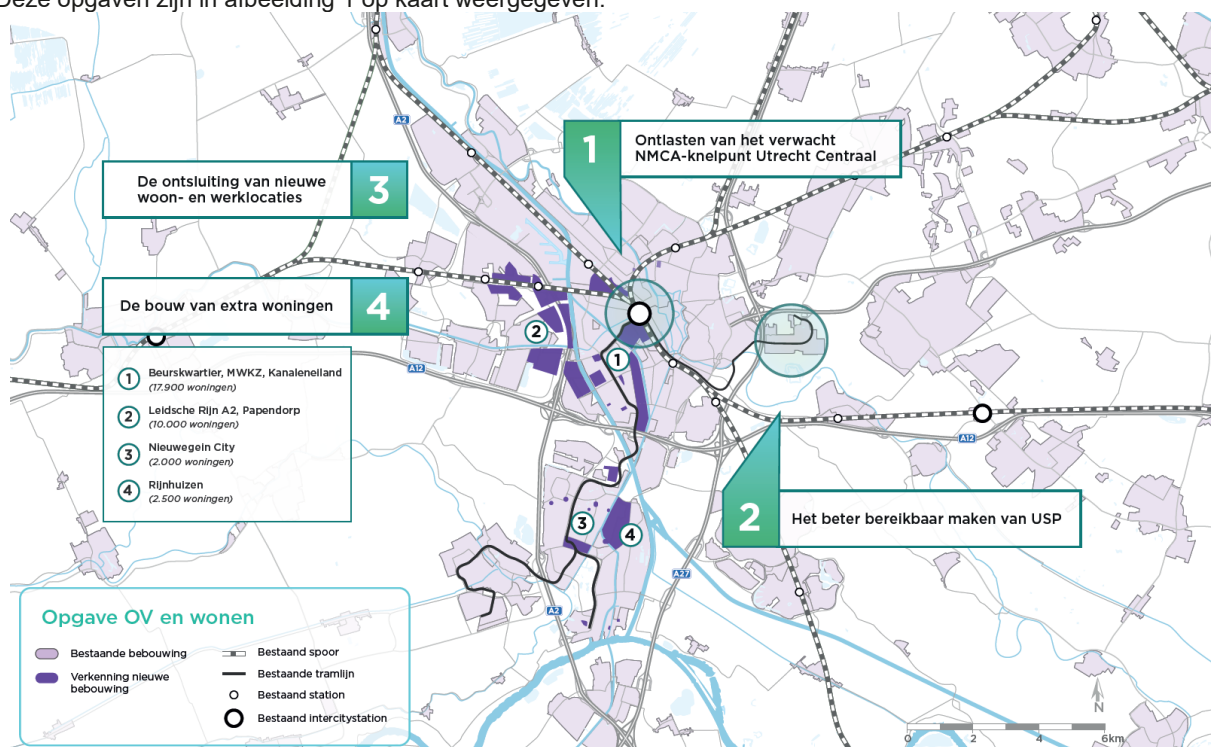 Deze opgaven zijn in afbeelding 1 op kaart weergegeven:
1
Ontlasten van het verwacht
NMCA-knelpunt Utrecht Centraal
A2
3
De ontsluiting van nieuwe
woon- en werklocaties
4
De bouw van extra woningen
1 Beurskwartier, MWKZ, Kanaleneiland
(17.900 woningen)
2 Leidsche Rijn A2, Papendorp
(10.000 woningen)
3 Nieuwegein City
(2.000 woningen)
4 Rijnhuizen
(2.500 woningen)
2
1
A12
A12
2
Het beter bereikbaar maken van USP
3
4
A27
A2
Opgave OV en wonen
Bestaande bebouwing
Verkenning nieuwe
bebouwing
Bestaand spoor
Bestaande tramlijn
Bestaand station
Bestaand intercitystation
N
0 2 4 6km